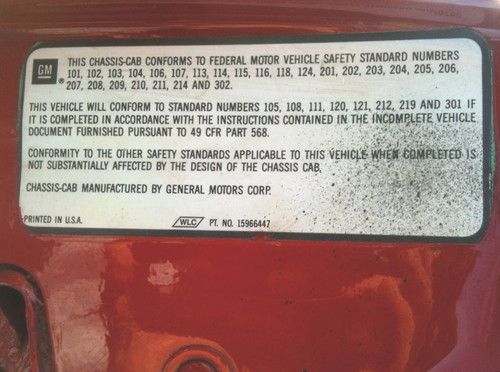 GM ® THIS CHASSIS-CAB CONFORMS TO FEDERAL MOTOR VEHICLE SAFETY STANDARD NUMBERS
101, 102, 103, 104, 106, 107, 113, 114, 115, 116, 118, 124, 201, 202, 203, 204, 205, 206,
207, 208, 209, 210, 211, 214 AND 302.
THIS VEHICLE WILL CONFORM TO STANDARD NUMBERS 105, 108, 111, 120, 121, 212, 219 AND 301 IF
IT IS COMPLETED IN ACCORDANCE WITH THE INSTRUCTIONS CONTAINED IN THE INCOMPLETE VEHICLE
DOCUMENT FURNISHED PURSUANT TO 49 CFR PART 568.
CONFORMITY TO THE OTHER SAFETY STANDARDS APPLICABLE TO THIS VEHICLE WHEN COMPLETED IS
NOT SUBSTANTIALLY AFFECTED BY THE DESIGN OF THE CHASSIS CAB.
CHASSIS-CAB MANUFACTURED BY GENERAL MOTORS CORP.
PRINTED IN U.S.A. WLC PT. NO. 15966447